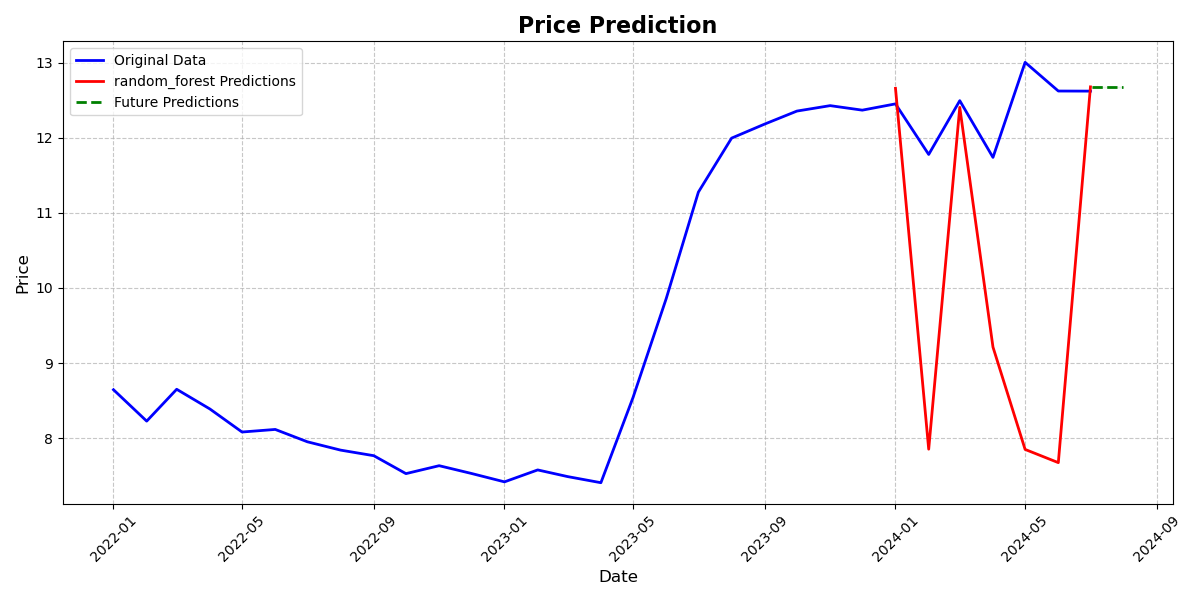 Price Prediction
Original Data
random_forest Predictions
Future Predictions
Price
13
12
11
10
9
8
2022-01
2022-05
2022-09
2023-01
2023-05
2023-09
2024-01
2024-05
2024-09
Date